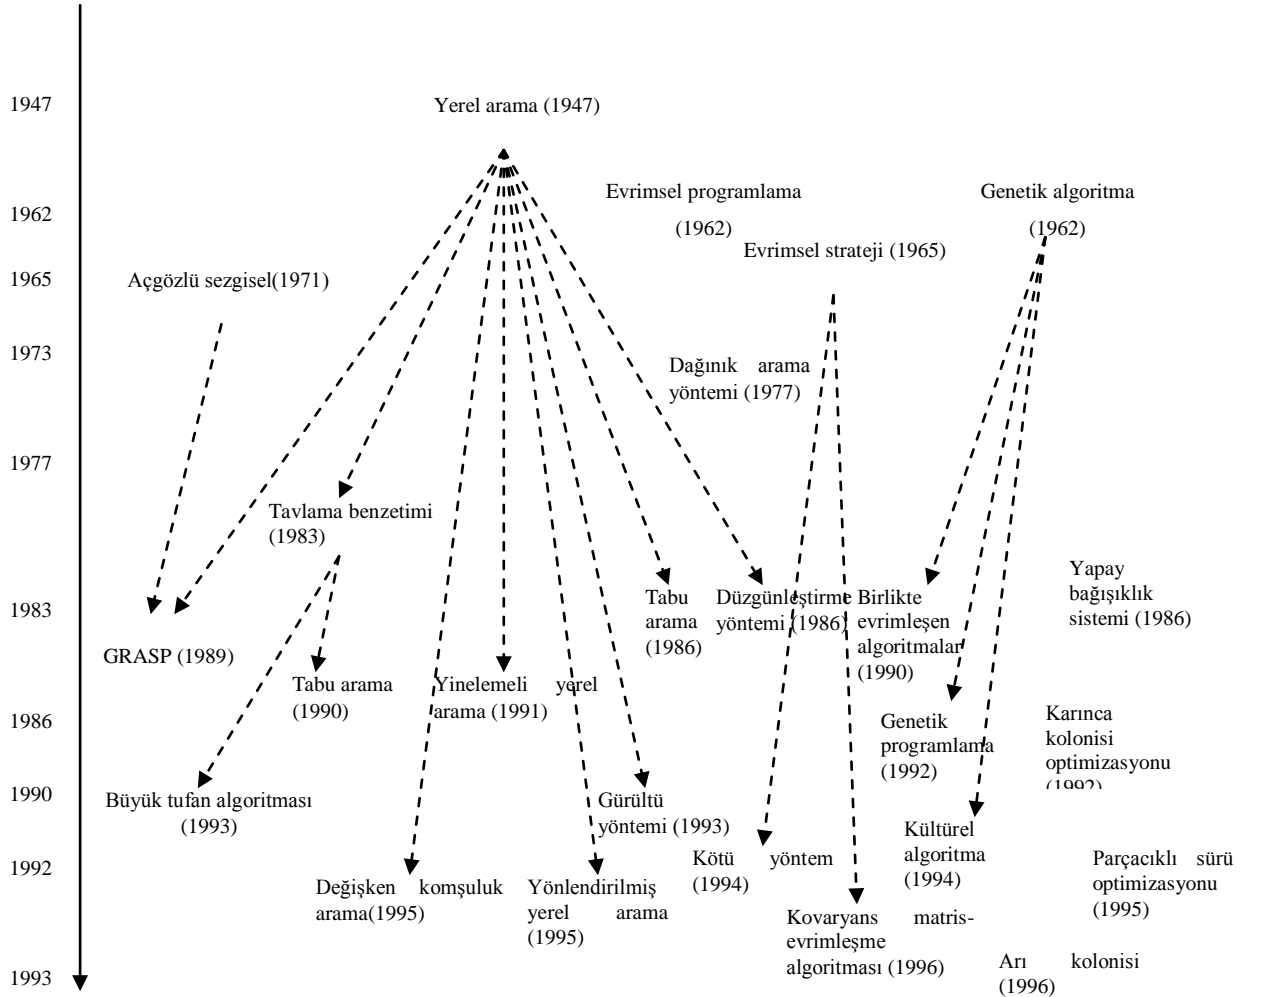 1947
Yerel arama (1947)
Evrimsel programlama
(1962)
Genetik algoritma
(1962)
1962
Evrimsel strateji (1965)
1965
Açgözlü sezgisel(1971)
1973
Dağınık arama
yöntemi (1977)
1977
Tavlama benzetimi
(1983)
1983
Tabu
arama
(1986)
Düzgünleştirme
yöntemi (1986)
Birlikte
evrimleşen
algoritmalar
(1990)
Yapay
bağışıklık
sistemi (1986)
GRASP (1989)
Tabu arama
(1990)
Yinelemeli yerel
arama (1991)
1986
Genetik
programlama
(1992)
Karınca
kolonisi
optimizasyonu
(1992)
1990
Büyük tufan algoritması
(1993)
Gürültü
yöntemi (1993)
Kötü yöntem
(1994)
Kültürel
algoritma
(1994)
1992
Parçacıklı sürü
optimizasyonu
(1995)
Değişken komşuluk
arama(1995)
Yönlendirilmiş
yerel arama
(1995)
Kovaryans matris-
evrimleşme
algoritması (1996)
Arı kolonisi
(1996)
1993